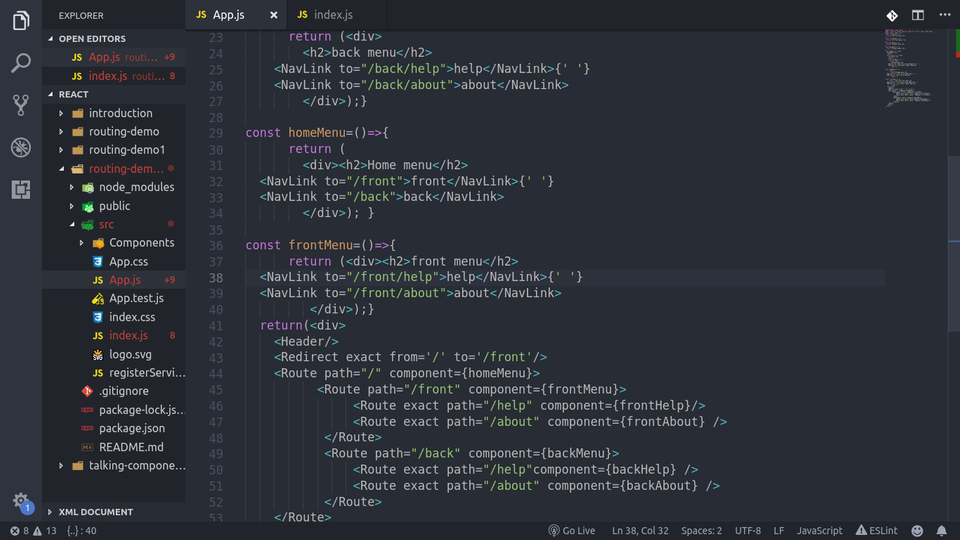 EXPLORER
OPEN EDITORS
JS App.js routi... +9
JS index.js routi... 8
REACT
introduction
routing-demo
routing-demo1
routing-dem...
node_modules
public
src
Components
App.css
JS App.js +9
App.test.js
index.css
JS index.js 8
logo.svg
JS registerServi...
.gitignore
package-lock.js...
package.json
README.md
talking-compone...
XML DOCUMENT
JS App.js ×
JS index.js
23 return (<div>
24 <h2>back menu</h2>
25 <NavLink to="/back/help">help</NavLink>{' '}
26 <NavLink to="/back/about">about</NavLink>
27 </div>);}
28
29 const homeMenu=()=>{
30 return (
31 <div><h2>Home menu</h2>
32 <NavLink to="/front">front</NavLink>{' '}
33 <NavLink to="/back">back</NavLink>
34 </div>); }
35
36 const frontMenu=()=>{
37 return (<div><h2>front menu</h2>
38 <NavLink to="/front/help">help</NavLink>{' '}
39 <NavLink to="/front/about">about</NavLink>
40 </div>);}
41 return(<div>
42 <Header/>
43 <Redirect exact from='/' to='/front'/>
44 <Route path="/" component={homeMenu}>
45 <Route path="/front" component={frontMenu}>
46 <Route exact path="/help" component={frontHelp}/>
47 <Route exact path="/about" component={frontAbout} />
48 </Route>
49 <Route path="/back" component={backMenu}>
50 <Route exact path="/help"component={backHelp} />
51 <Route exact path="/about" component={backAbout} />
52 </Route>
53 </Route>
1
8 13 {..} : 40
Go Live Ln 38, Col 32 Spaces: 2 UTF-8 LF JavaScript ESLint